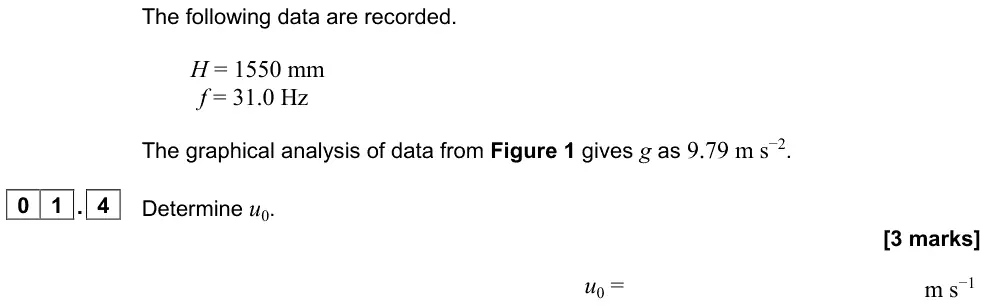 The following data are recorded.
H = 1550 mm
f = 31.0 Hz
The graphical analysis of data from Figure 1 gives g as 9.79 m s⁻².
0 1 . 4 Determine u₀.
[3 marks]
u₀ = m s⁻¹